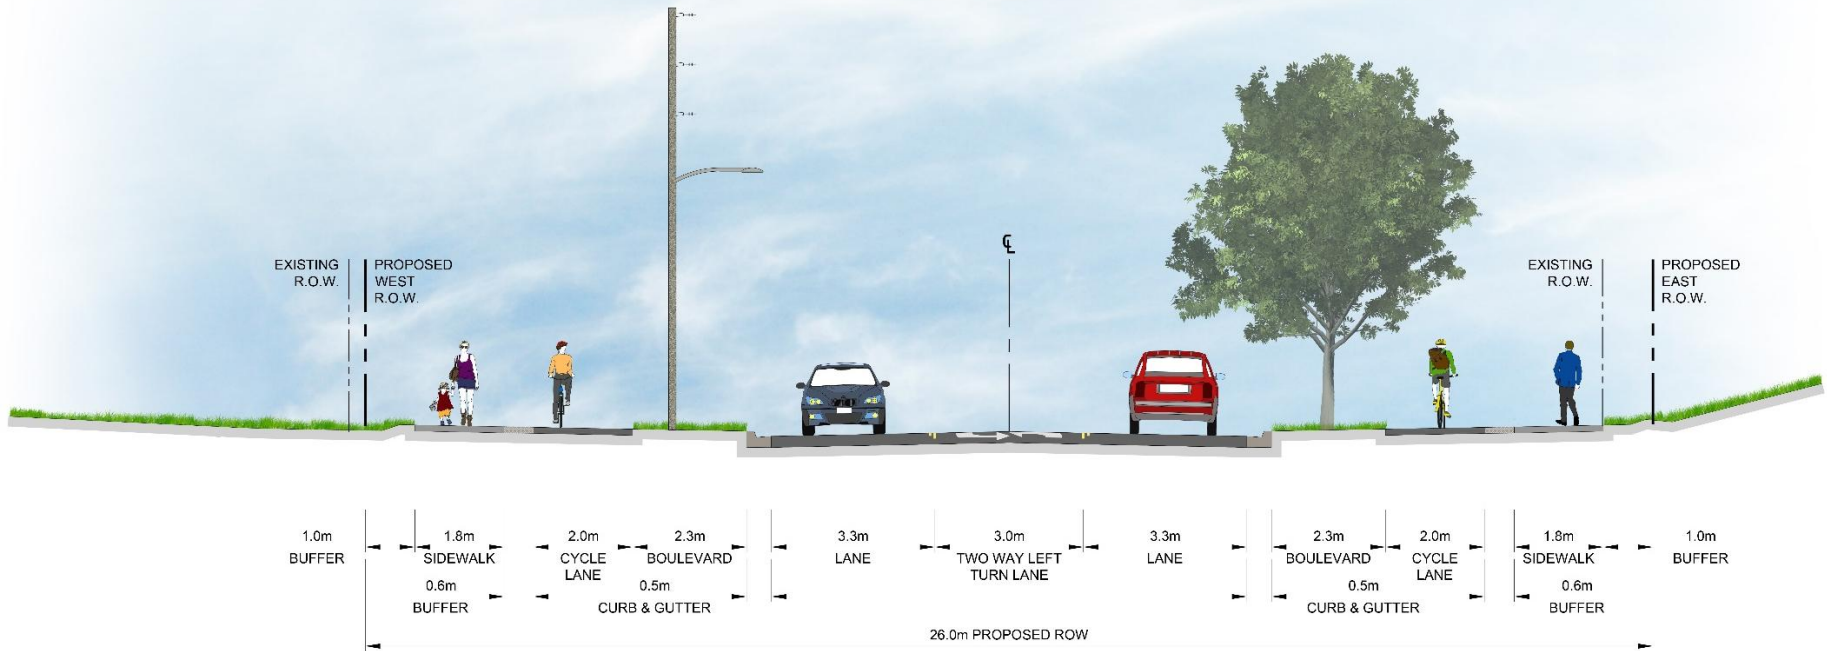 ℄
EXISTING
R.O.W.
PROPOSED
WEST
R.O.W.
EXISTING
R.O.W.
PROPOSED
EAST
R.O.W.
1.0m
BUFFER
1.8m
SIDEWALK
2.0m
CYCLE
LANE
2.3m
BOULEVARD
3.3m
LANE
3.0m
TWO WAY LEFT
TURN LANE
3.3m
LANE
2.3m
BOULEVARD
2.0m
CYCLE
LANE
1.8m
SIDEWALK
1.0m
BUFFER
0.6m
BUFFER
0.5m
CURB & GUTTER
0.5m
CURB & GUTTER
0.6m
BUFFER
26.0m PROPOSED ROW